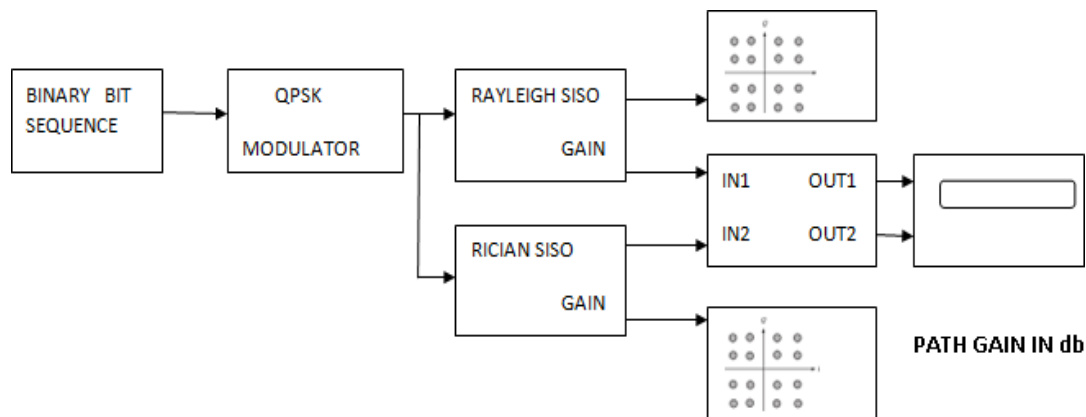 BINARY BIT
SEQUENCE
QPSK
MODULATOR
RAYLEIGH SISO
GAIN
RICIAN SISO
GAIN
IN1 OUT1
IN2 OUT2
PATH GAIN IN db